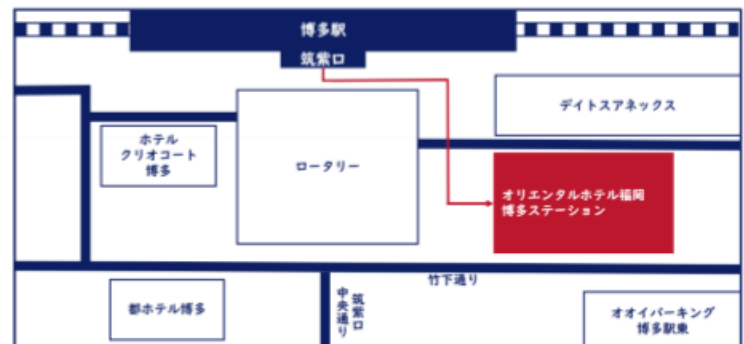 博多駅
筑紫口
デイトスアネックス
ホテル
クリオコート
博多
ロータリー
オリエンタルホテル福岡
博多ステーション
竹下通り
都ホテル博多
筑紫口
中央通り
オオイパーキング
博多駅東